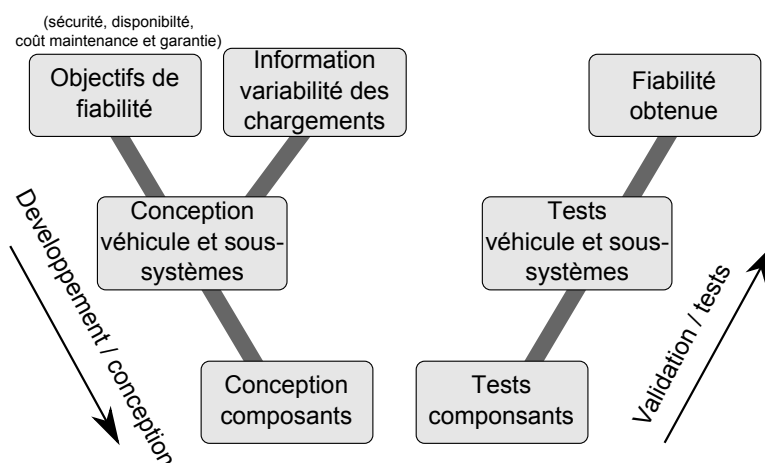 (sécurité, disponibilté,
coût maintenance et garantie)
Objectifs de
fiabilité
Information
variabilité des
chargements
Fiabilité
obtenue
Conception
véhicule et sous-
systèmes
Tests
véhicule et sous-
systèmes
Developpement / conception
Validation / tests
Conception
composants
Tests
componsants